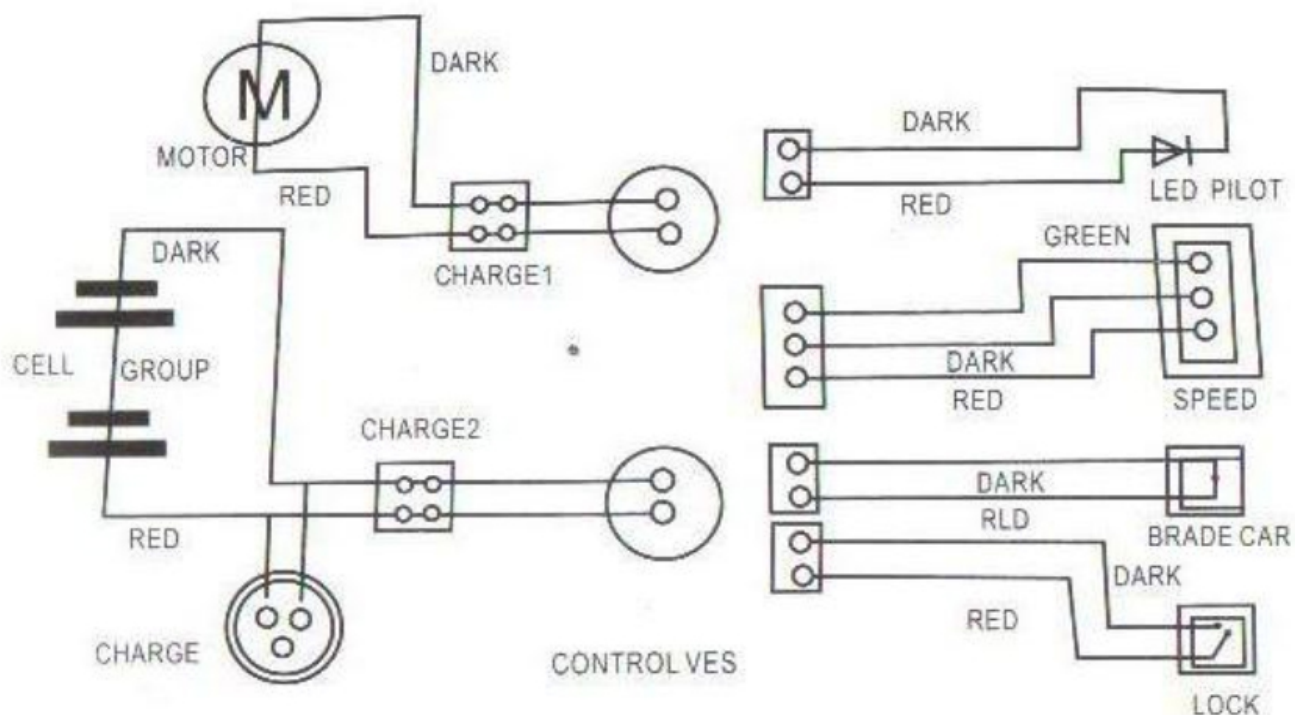 DARK
M
MOTOR
RED
CHARGE1
DARK
CELL GROUP
CHARGE2
RED
CHARGE
CONTROL VES
DARK
RED
LED PILOT
GREEN
DARK
RED
SPEED
DARK
RLD
BRADE CAR
DARK
RED
LOCK